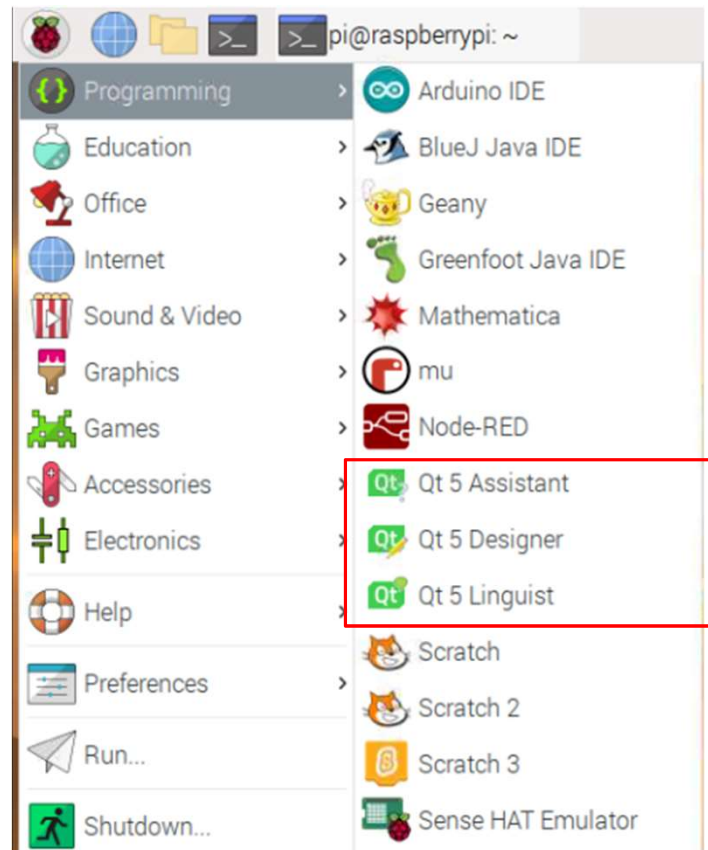 pi@raspberrypi: ~
Programming
Education
Office
Internet
Sound & Video
Graphics
Games
Accessories
Electronics
Help
Preferences
Run...
Shutdown...
Arduino IDE
BlueJ Java IDE
Geany
Greenfoot Java IDE
Mathematica
mu
Node-RED
Qt 5 Assistant
Qt 5 Designer
Qt 5 Linguist
Scratch
Scratch 2
Scratch 3
Sense HAT Emulator